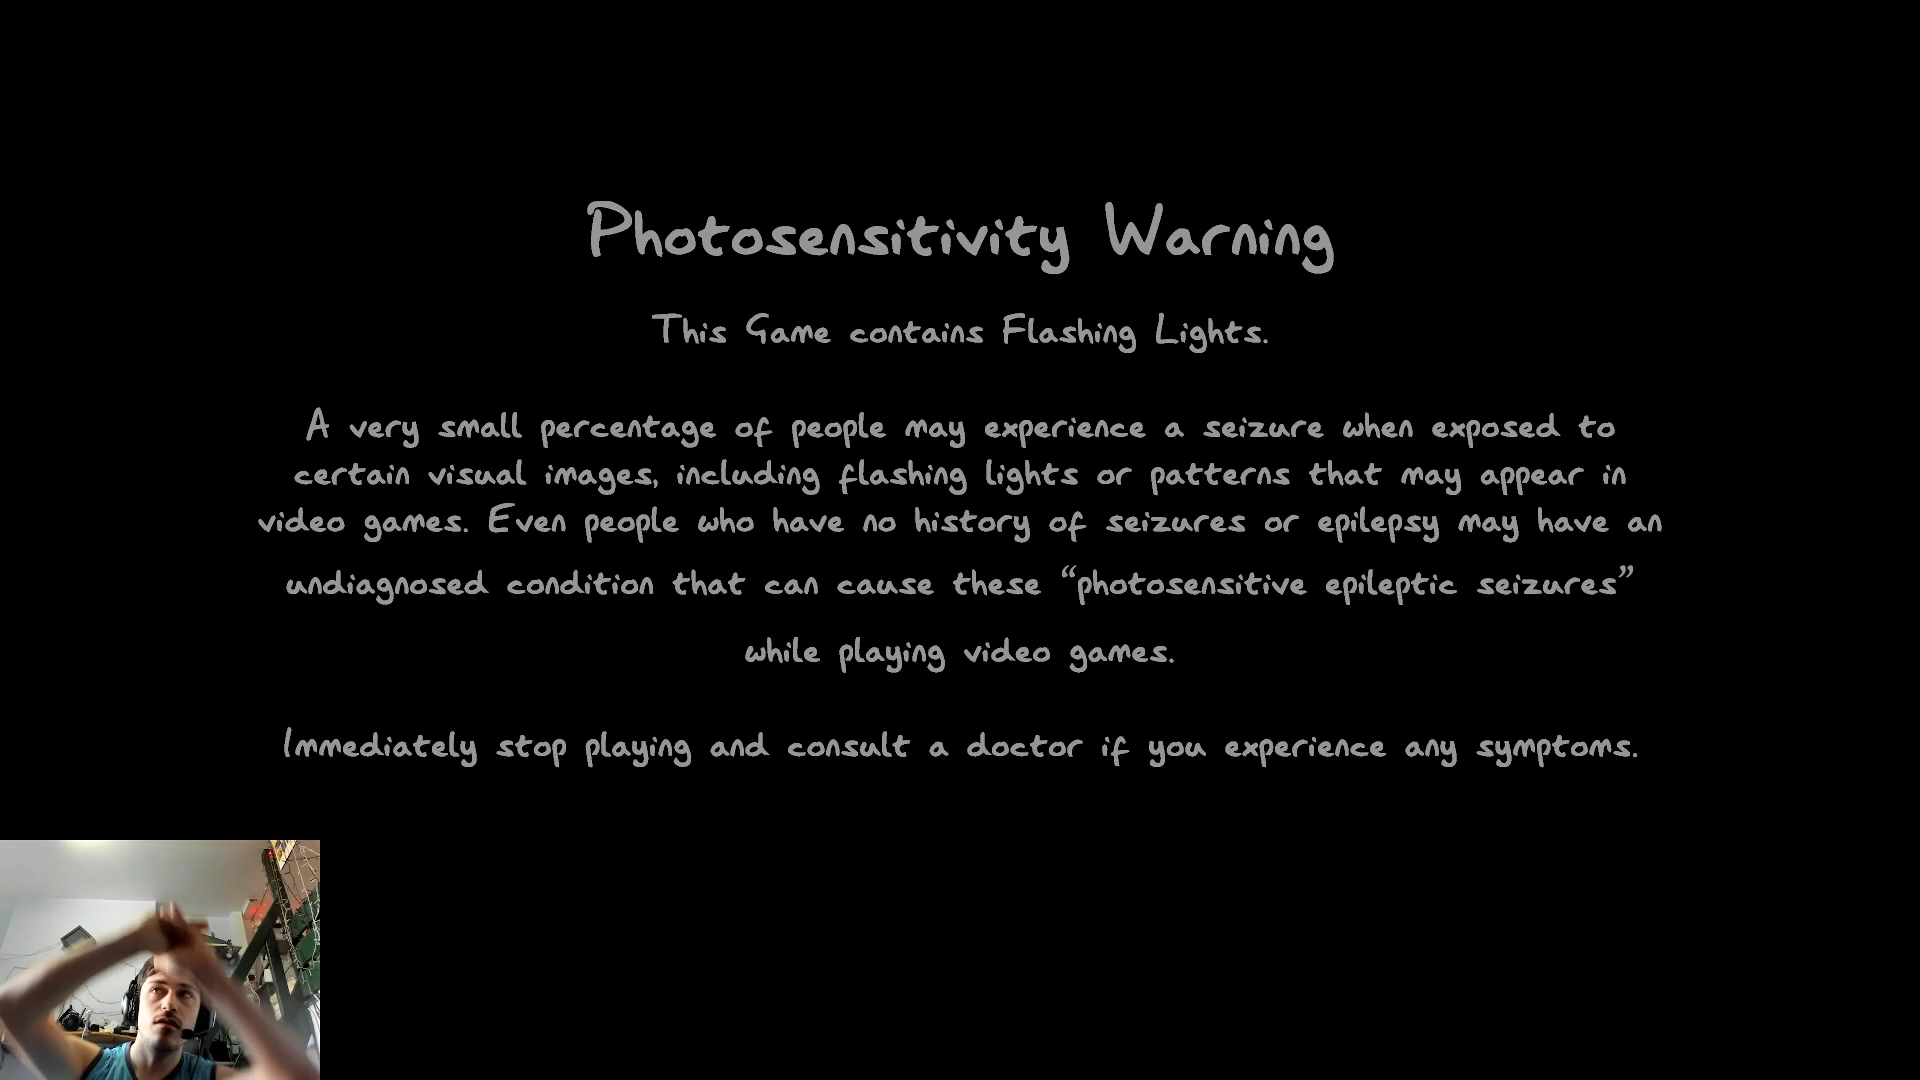 Photosensitivity Warning
This Game contains Flashing Lights.
A very small percentage of people may experience a seizure when exposed to
certain visual images, including flashing lights or patterns that may appear in
video games. Even people who have no history of seizures or epilepsy may have an
undiagnosed condition that can cause these “photosensitive epileptic seizures”
while playing video games.
Immediately stop playing and consult a doctor if you experience any symptoms.